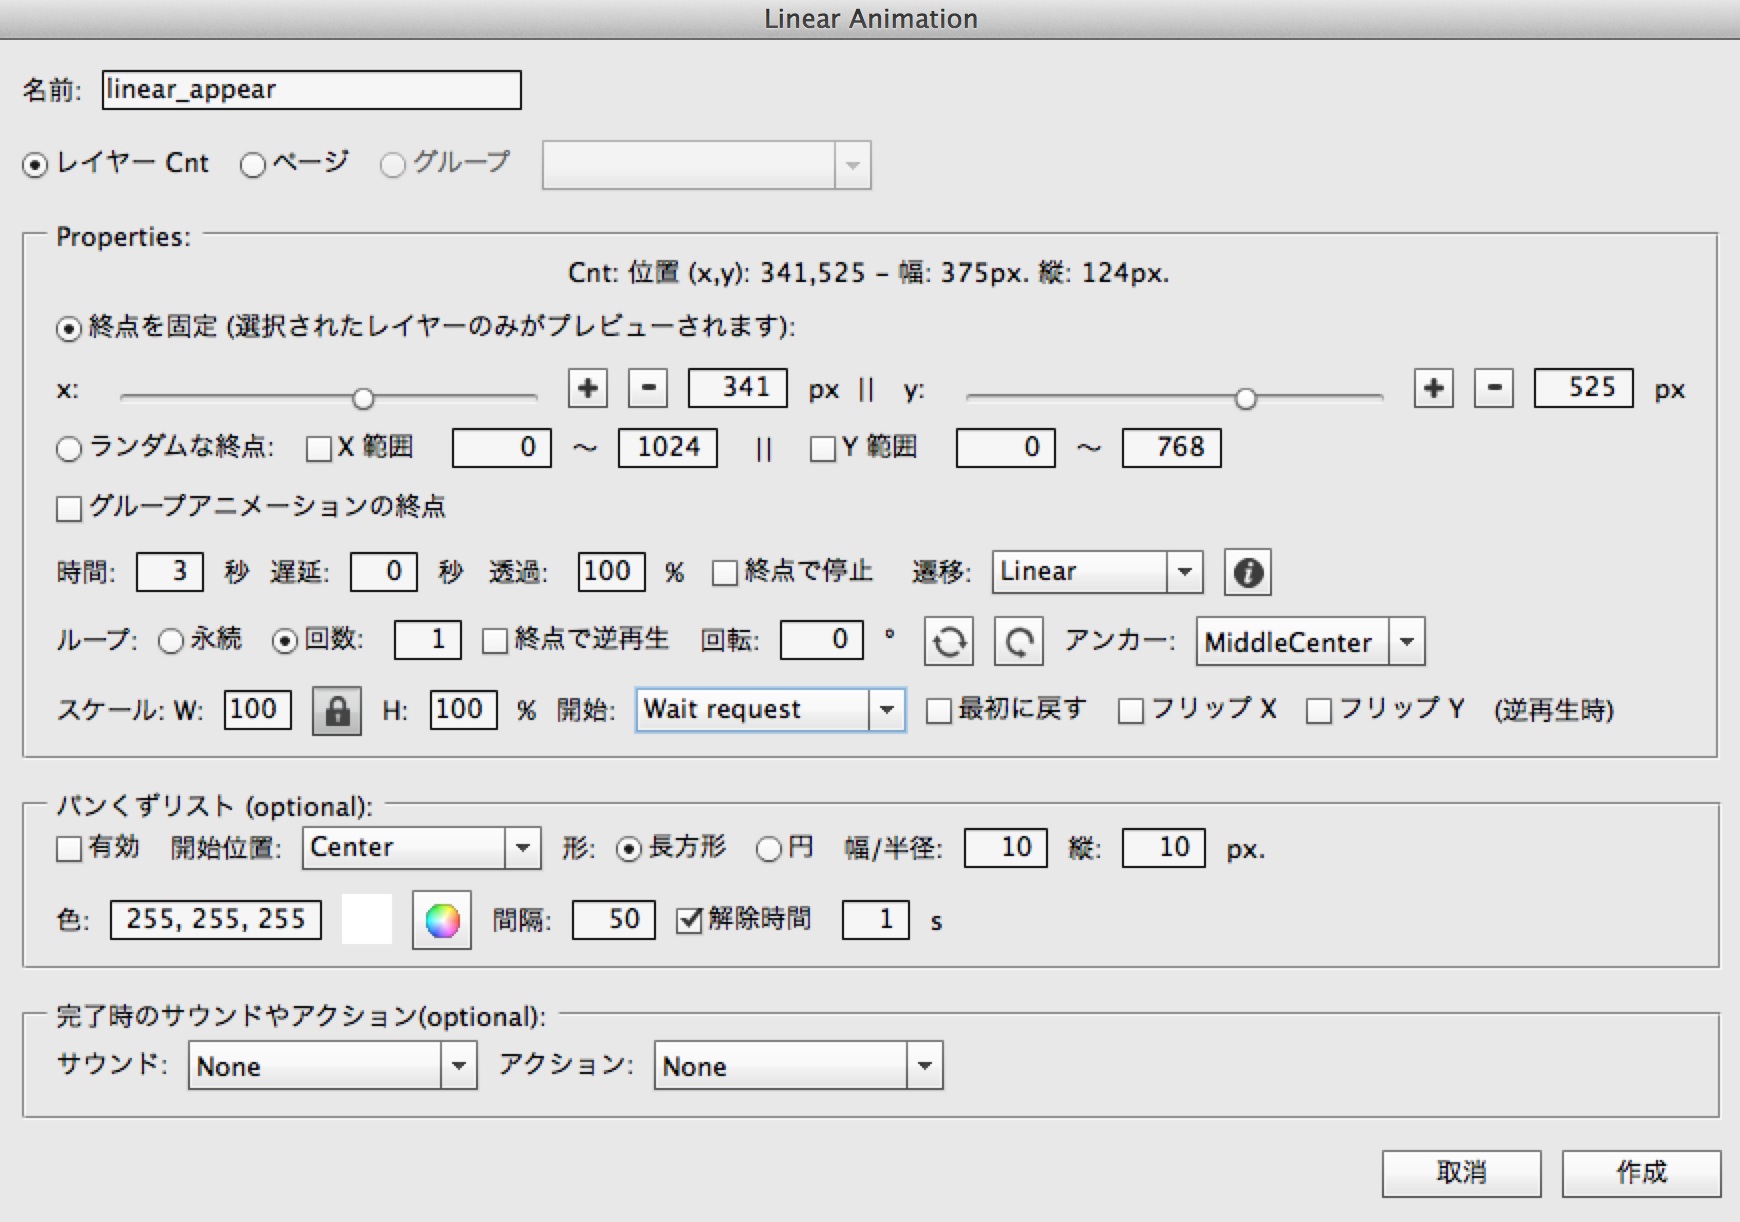 Linear Animation
名前: linear_appear
レイヤー Cnt ページ グループ
Properties:
Cnt: 位置 (x,y): 341,525 – 幅: 375px. 縦: 124px.
終点を固定 (選択されたレイヤーのみがプレビューされます):
x: + - 341 px || y: + - 525 px
ランダムな終点: X 範囲 0 ～ 1024 || Y 範囲 0 ～ 768
グループアニメーションの終点
時間: 3 秒 遅延: 0 秒 透過: 100 % 終点で停止 遷移: Linear i
ループ: 永続 回数: 1 終点で逆再生 回転: 0 ° アンカー: MiddleCenter
スケール: W: 100 H: 100 % 開始: Wait request 最初に戻す フリップ X フリップ Y (逆再生時)
パンくずリスト (optional):
有効 開始位置: Center 形: 長方形 円 幅/半径: 10 縦: 10 px.
色: 255, 255, 255 間隔: 50 解除時間 1 s
完了時のサウンドやアクション(optional):
サウンド: None アクション: None
取消 作成